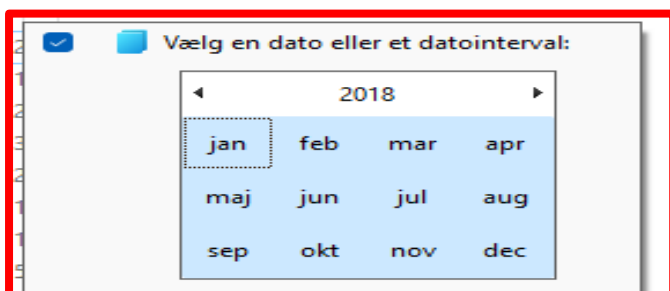 Vælg en dato eller et datointerval:
2018
jan feb mar apr
maj jun jul aug
sep okt nov dec